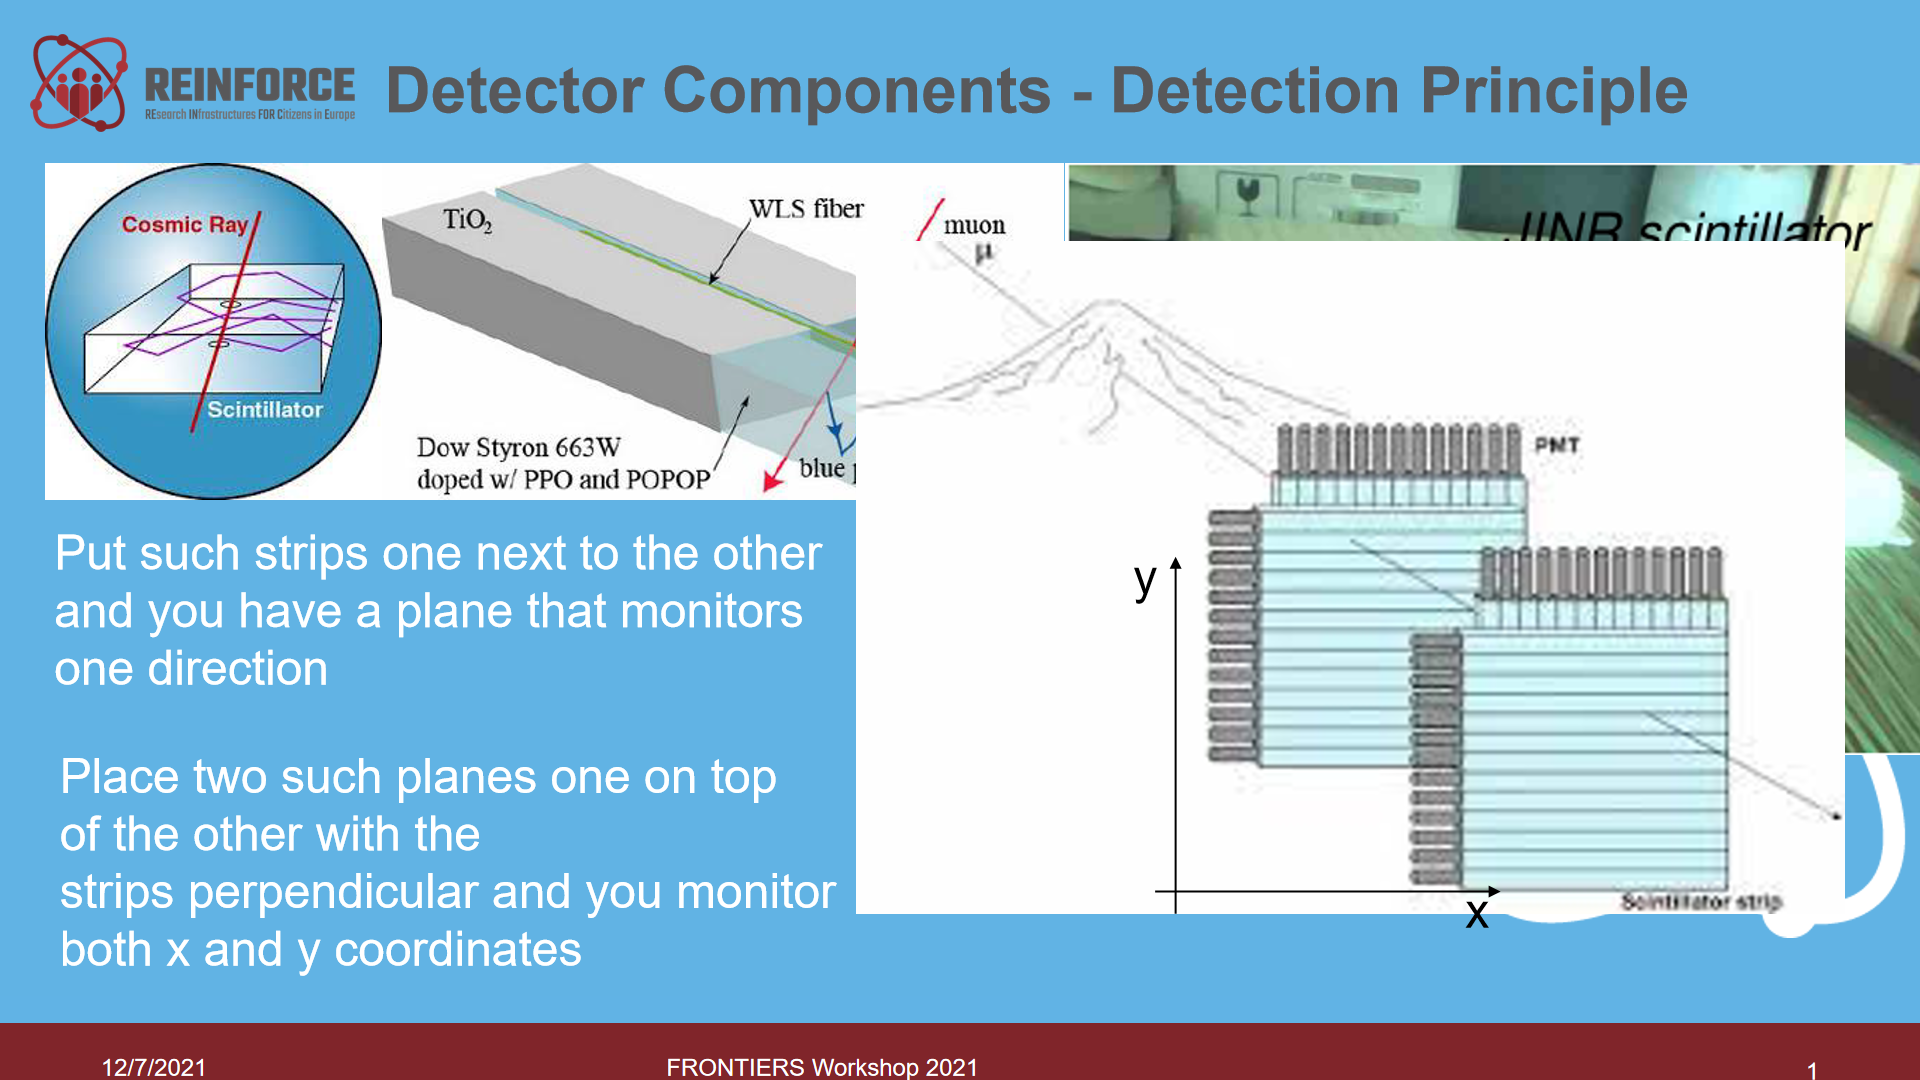 REINFORCE
REsearch INfrastructures FOR Citizens in Europe
Detector Components - Detection Principle
Cosmic Ray
Scintillator
TiO2
WLS fiber
muon
μ
JINR scintillator
Dow Styron 663W
doped w/ PPO and POPOP
blue
PMT
y
x
Scintillator strip
Put such strips one next to the other
and you have a plane that monitors
one direction
Place two such planes one on top
of the other with the
strips perpendicular and you monitor
both x and y coordinates
12/7/2021
FRONTIERS Workshop 2021
1